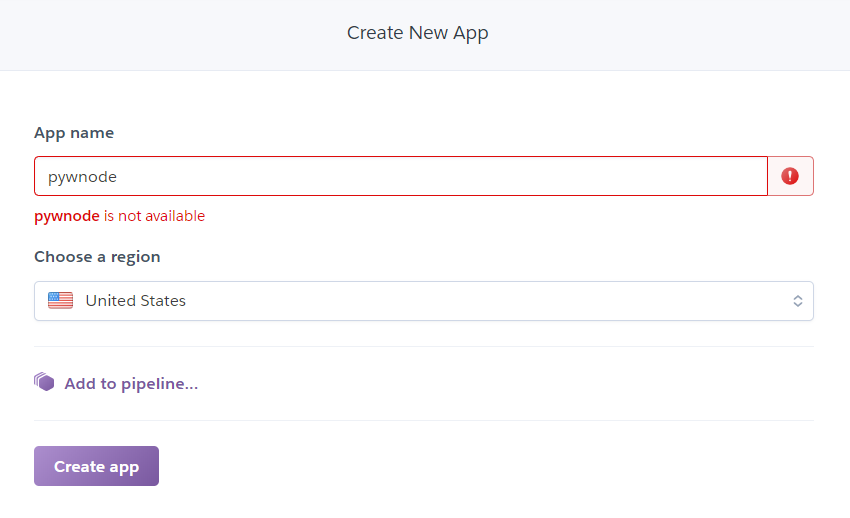 Create New App
App name
pywnode
pywnode is not available
Choose a region
United States
Add to pipeline...
Create app